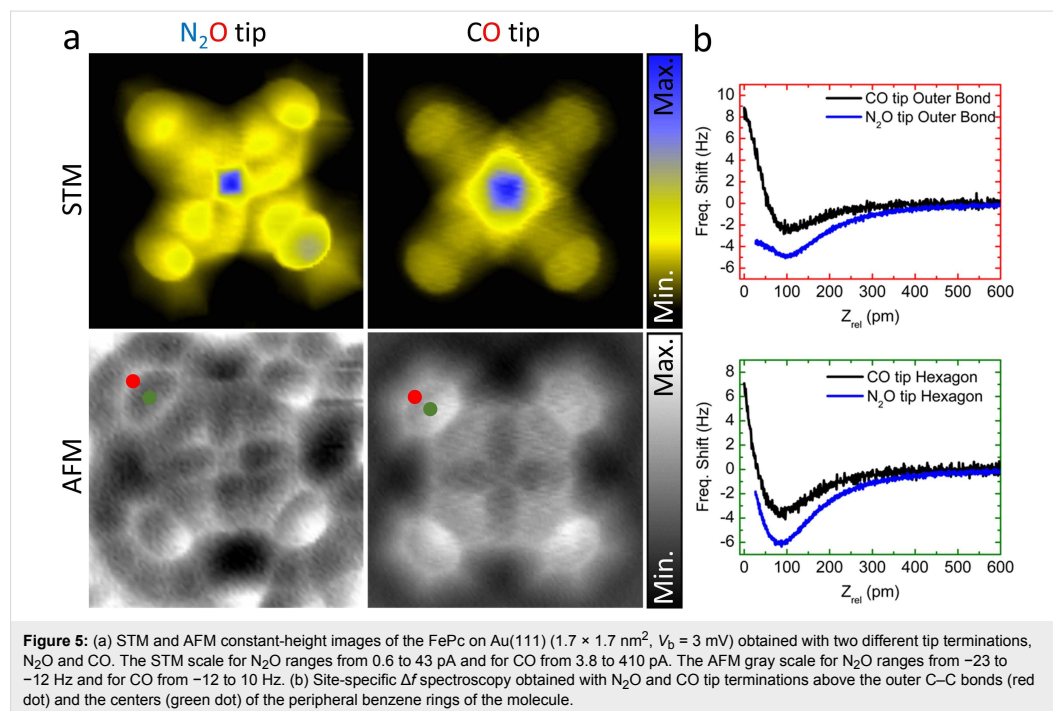 a
N₂O tip
CO tip
b
STM
AFM
Max.
Min.
Max.
Min.
10
8
6
4
2
0
-2
-4
-6
Freq. Shift (Hz)
CO tip Outer Bond
N₂O tip Outer Bond
0 100 200 300 400 500 600
Zrel (pm)
8
6
4
2
0
-2
-4
-6
Freq. Shift (Hz)
CO tip Hexagon
N₂O tip Hexagon
0 100 200 300 400 500 600
Zrel (pm)
Figure 5: (a) STM and AFM constant-height images of the FePc on Au(111) (1.7 × 1.7 nm², Vb = 3 mV) obtained with two different tip terminations,
N₂O and CO. The STM scale for N₂O ranges from 0.6 to 43 pA and for CO from 3.8 to 410 pA. The AFM gray scale for N₂O ranges from −23 to
−12 Hz and for CO from −12 to 10 Hz. (b) Site-specific Δf spectroscopy obtained with N₂O and CO tip terminations above the outer C–C bonds (red
dot) and the centers (green dot) of the peripheral benzene rings of the molecule.